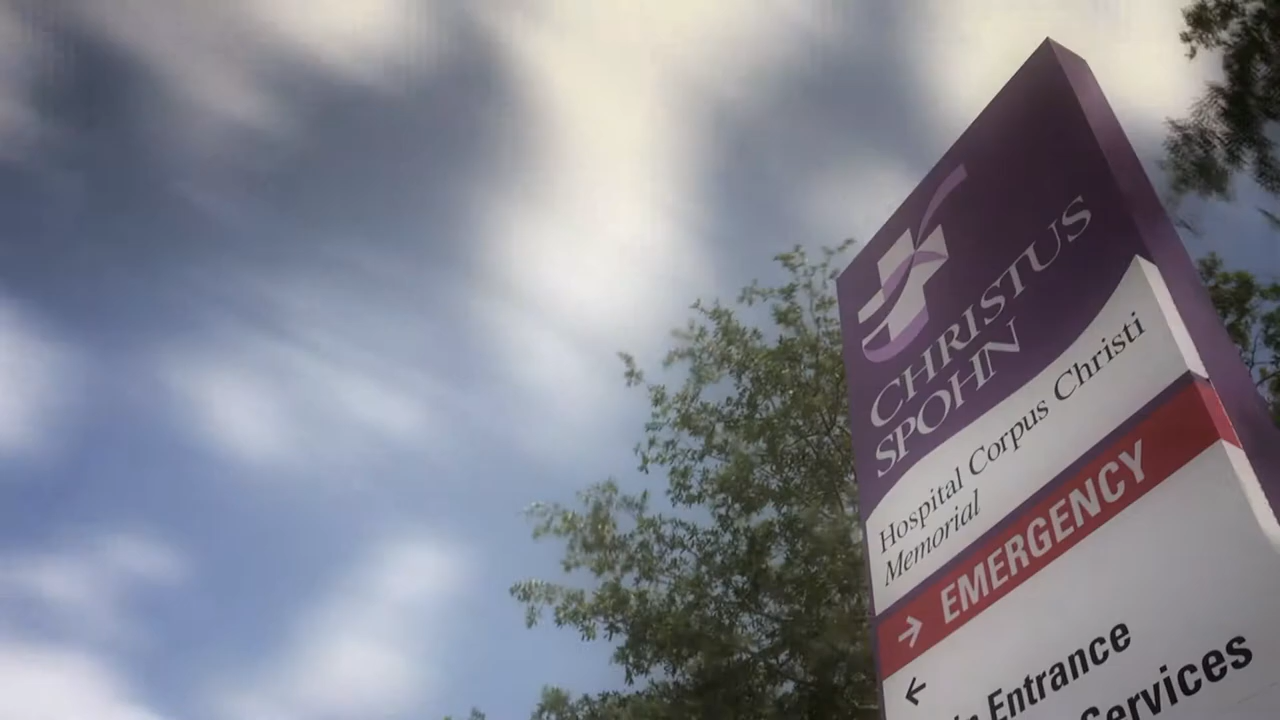 CHRISTUS
SPOHN
Hospital Corpus Christi
Memorial
→ EMERGENCY
← Entrance
Services